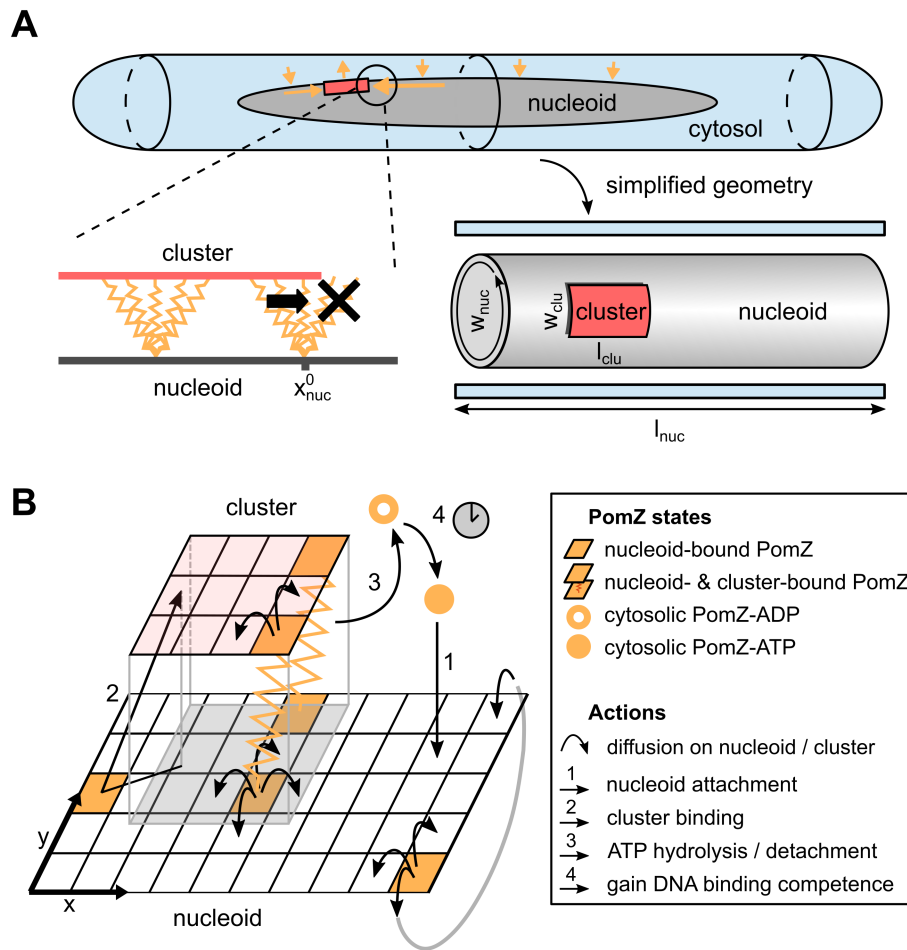 A
nucleoid
cytosol
simplified geometry
cluster
nucleoid
x⁰nuc
wnuc
wclu
cluster
lclu
nucleoid
lnuc
B
cluster
4
3
1
2
y
x
nucleoid
PomZ states
nucleoid-bound PomZ
nucleoid- & cluster-bound PomZ
cytosolic PomZ-ADP
cytosolic PomZ-ATP
Actions
diffusion on nucleoid / cluster
1 nucleoid attachment
2 cluster binding
3 ATP hydrolysis / detachment
4 gain DNA binding competence